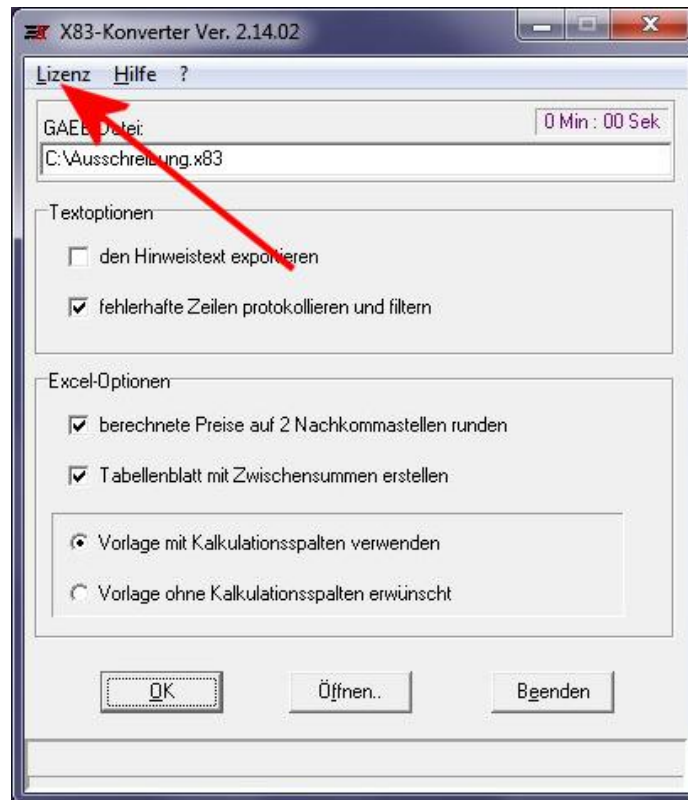 X83-Konverter Ver. 2.14.02
Lizenz Hilfe ?
GAEB Datei:
0 Min : 00 Sek
C:\Ausschreibung.x83
Textoptionen
den Hinweistext exportieren
fehlerhafte Zeilen protokollieren und filtern
Excel-Optionen
berechnete Preise auf 2 Nachkommastellen runden
Tabellenblatt mit Zwischensummen erstellen
Vorlage mit Kalkulationsspalten verwenden
Vorlage ohne Kalkulationsspalten erwünscht
OK Öffnen.. Beenden